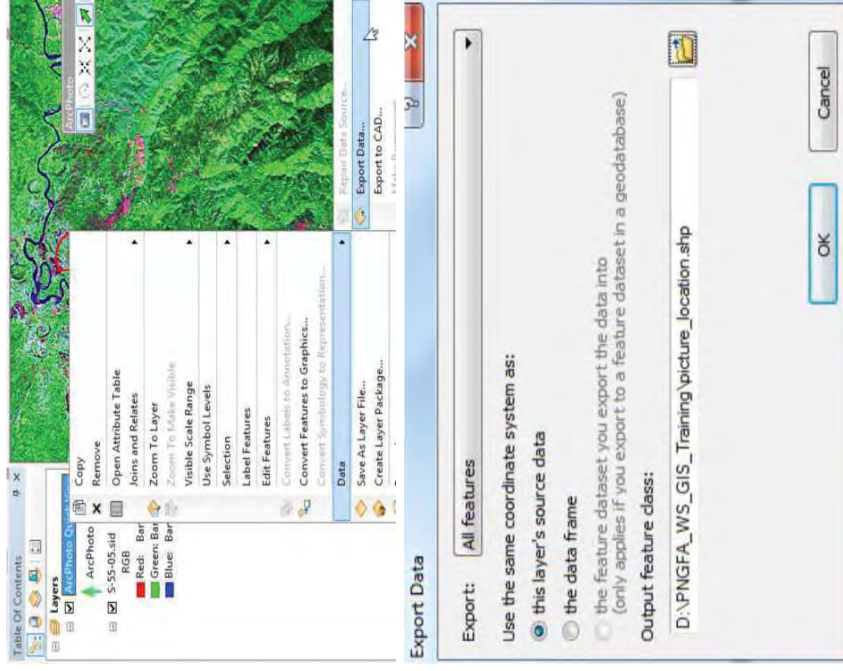 Table Of Contents
Layers
ArcPhoto
S-55-05.sid
RGB
Red: Bar
Green: Bar
Blue: Bar
ArcPhoto
Copy
Remove
Open Attribute Table
Joins and Relates
Zoom To Layer
Zoom To Make Visible
Visible Scale Range
Use Symbol Levels
Selection
Label Features
Edit Features
Convert Labels to Annotation...
Convert Features to Graphics...
Convert Symbology to Representation...
Data
Save As Layer File...
Create Layer Package...
Repair Data Source...
Export Data...
Export to CAD...
Export Data
Export: All features
Use the same coordinate system as:
this layer's source data
the data frame
the feature dataset you export the data into
(only applies if you export to a feature dataset in a geodatabase)
Output feature class:
D:\PNGFA_WS_GIS_Training\picture_location.shp
OK
Cancel